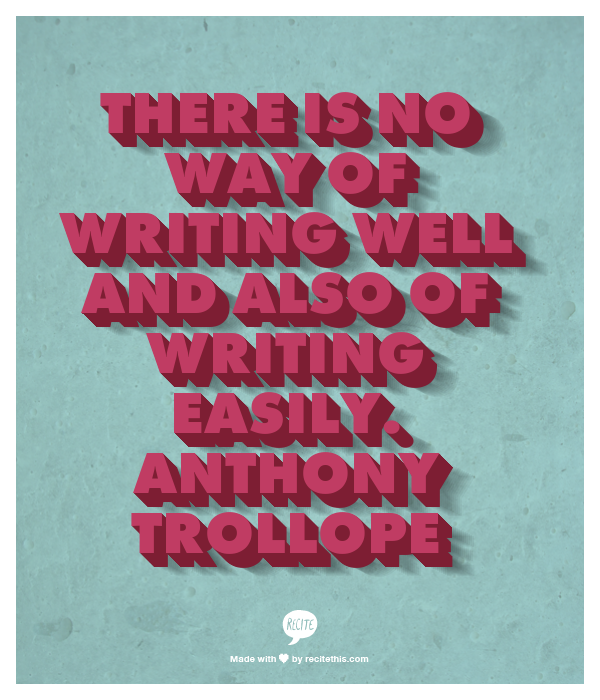 THERE IS NO
WAY OF
WRITING WELL
AND ALSO OF
WRITING
EASILY.
ANTHONY
TROLLOPE
RECITE
Made with ♥ by recitethis.com